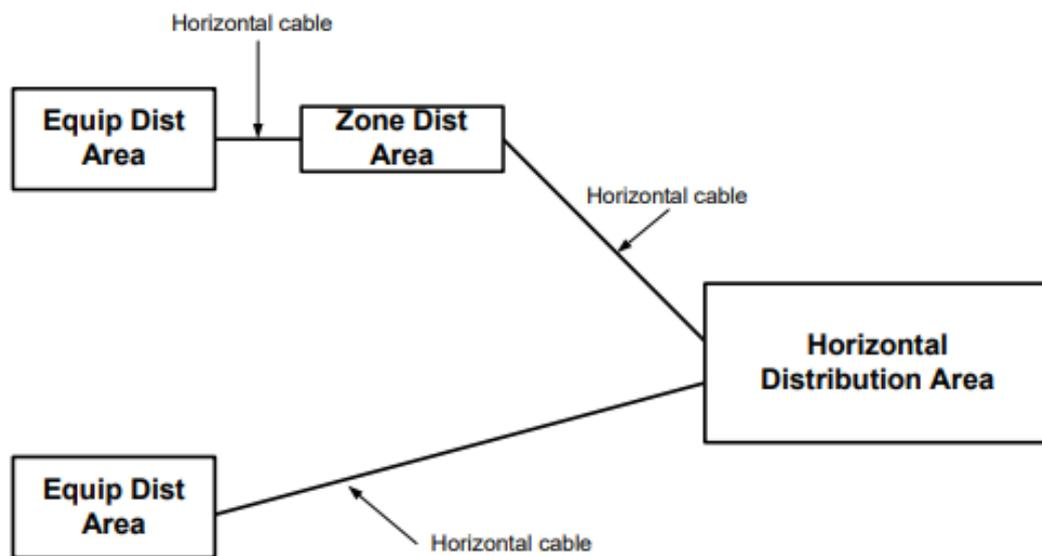 Horizontal cable
Equip Dist
Area
Zone Dist
Area
Horizontal cable
Horizontal
Distribution Area
Equip Dist
Area
Horizontal cable